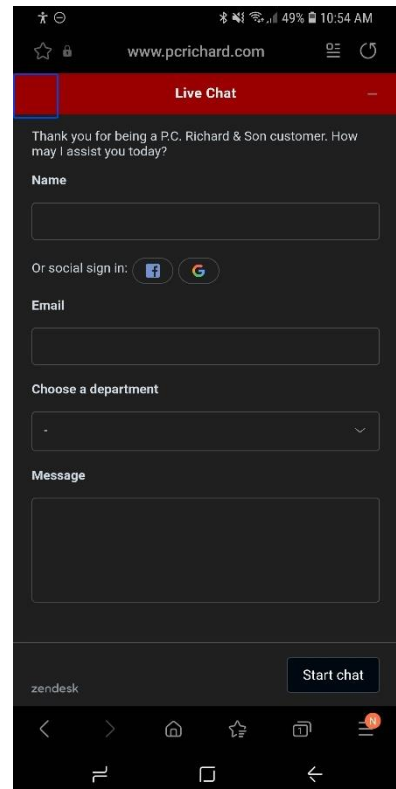 49% 10:54 AM
www.pcrichard.com
Live Chat
Thank you for being a P.C. Richard & Son customer. How
may I assist you today?
Name
Or social sign in:
Email
Choose a department
-
Message
Start chat
zendesk
1
N